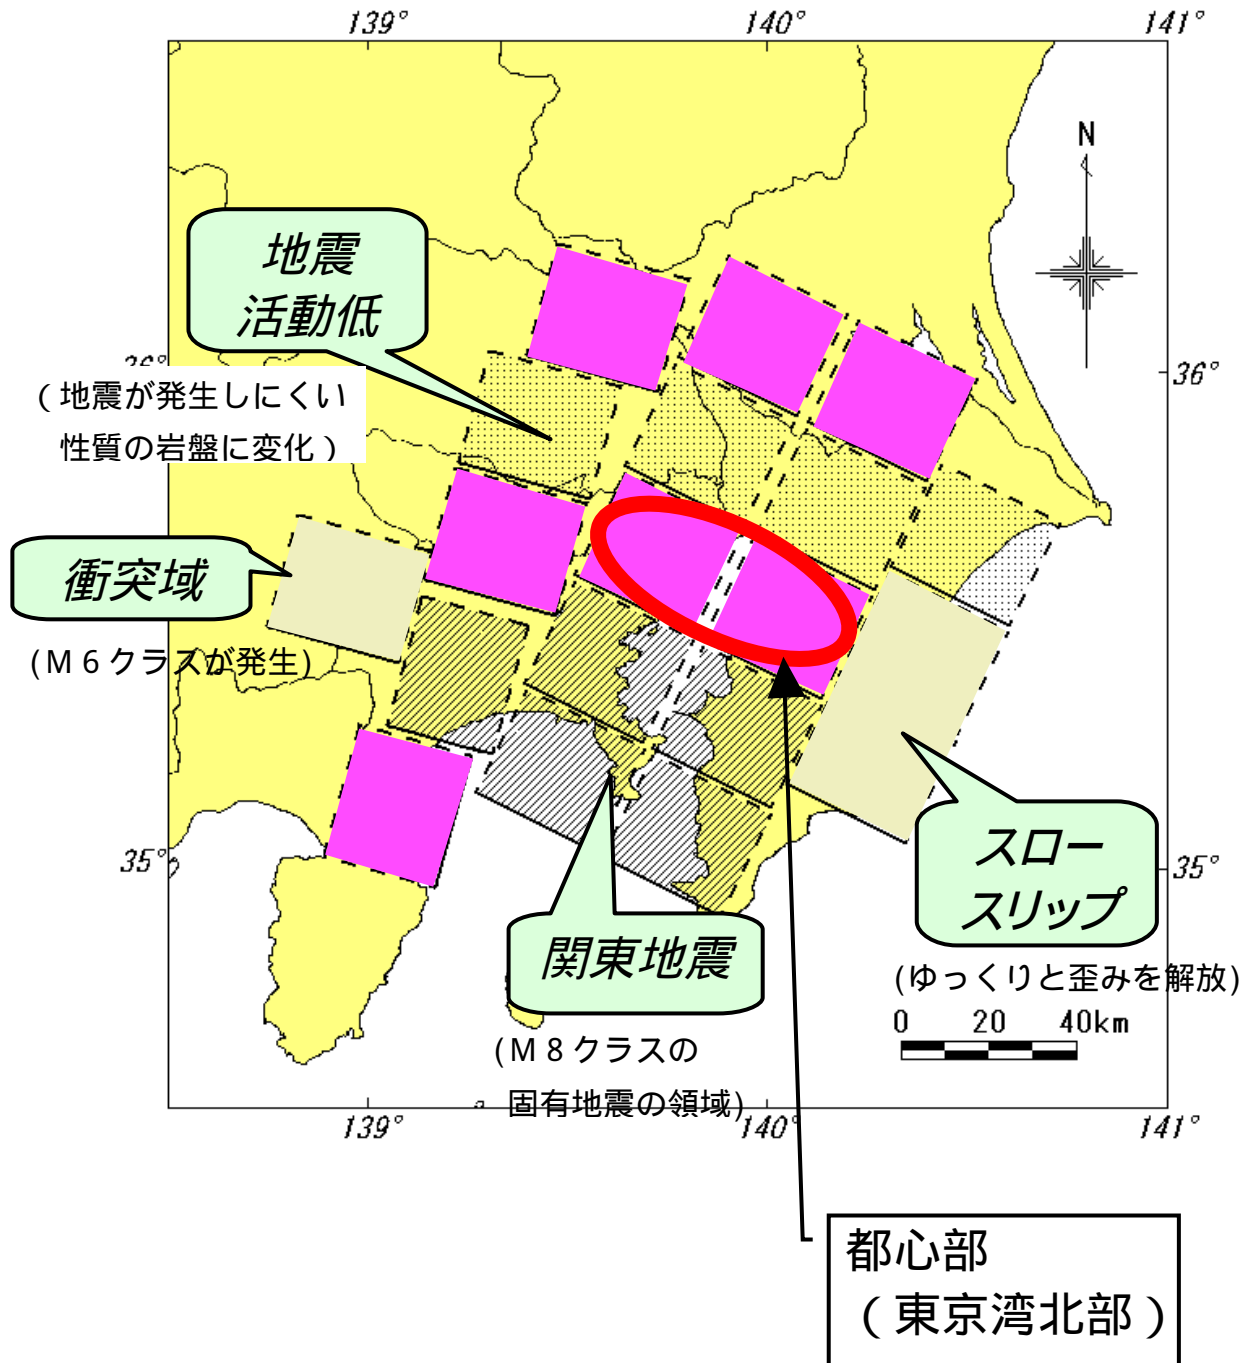 139°
140°
141°
N
地震
活動低
36°
36°
（地震が発生しにくい
性質の岩盤に変化）
衝突域
(M６クラスが発生)
35°
35°
スロー
スリップ
(ゆっくりと歪みを解放)
関東地震
(M８クラスの
固有地震の領域)
0 20 40km
139°
140°
141°
都心部
（東京湾北部）